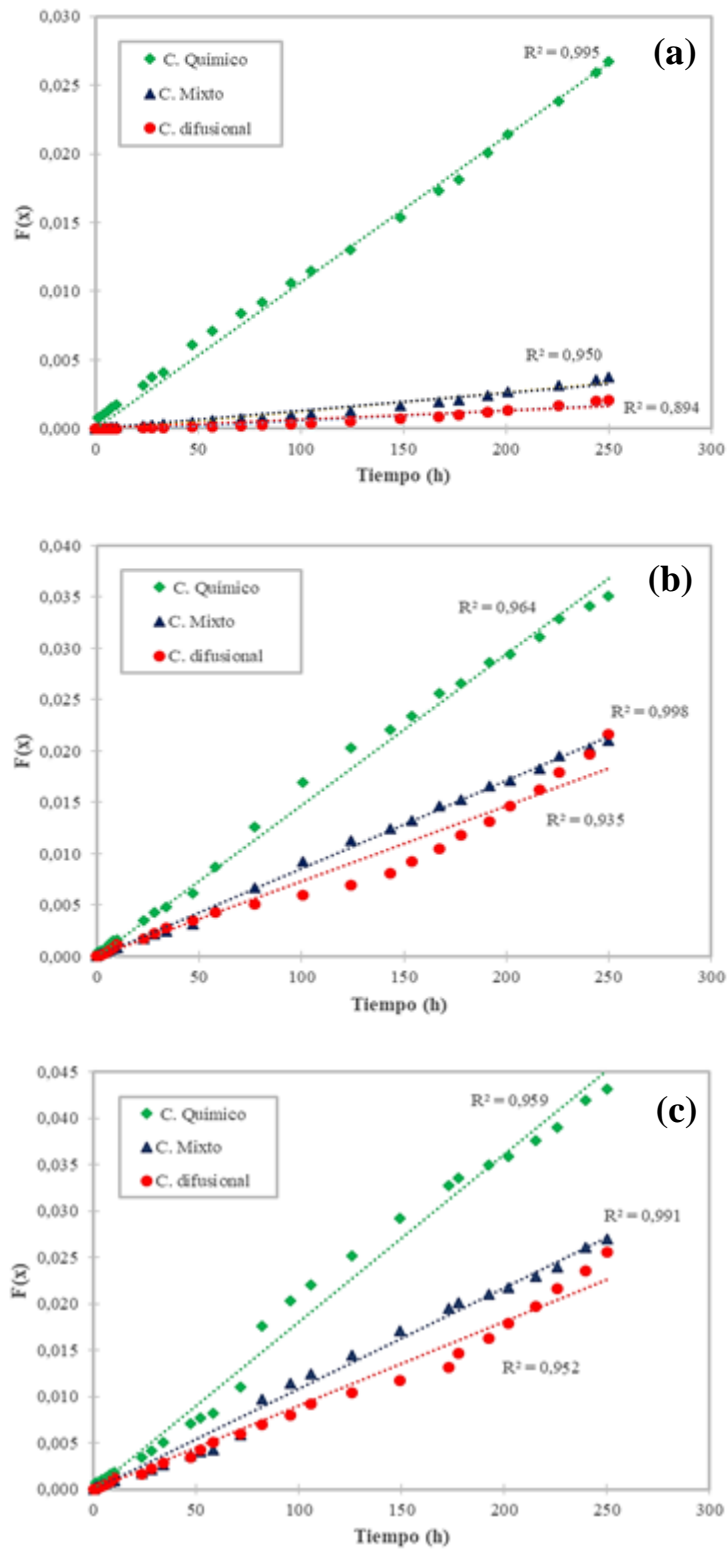 (a)
R² = 0,995
C. Químico
C. Mixto
C. difusional
R² = 0,950
R² = 0,894
F(x)
0,030
0,025
0,020
0,015
0,010
0,005
0,000
0 50 100 150 200 250 300
Tiempo (h)
(b)
C. Químico
C. Mixto
C. difusional
R² = 0,964
R² = 0,998
R² = 0,935
F(x)
0,040
0,035
0,030
0,025
0,020
0,015
0,010
0,005
0,000
0 50 100 150 200 250 300
Tiempo (h)
(c)
C. Químico
C. Mixto
C. difusional
R² = 0,959
R² = 0,991
R² = 0,952
F(x)
0,045
0,040
0,035
0,030
0,025
0,020
0,015
0,010
0,005
0,000
0 50 100 150 200 250 300
Tiempo (h)